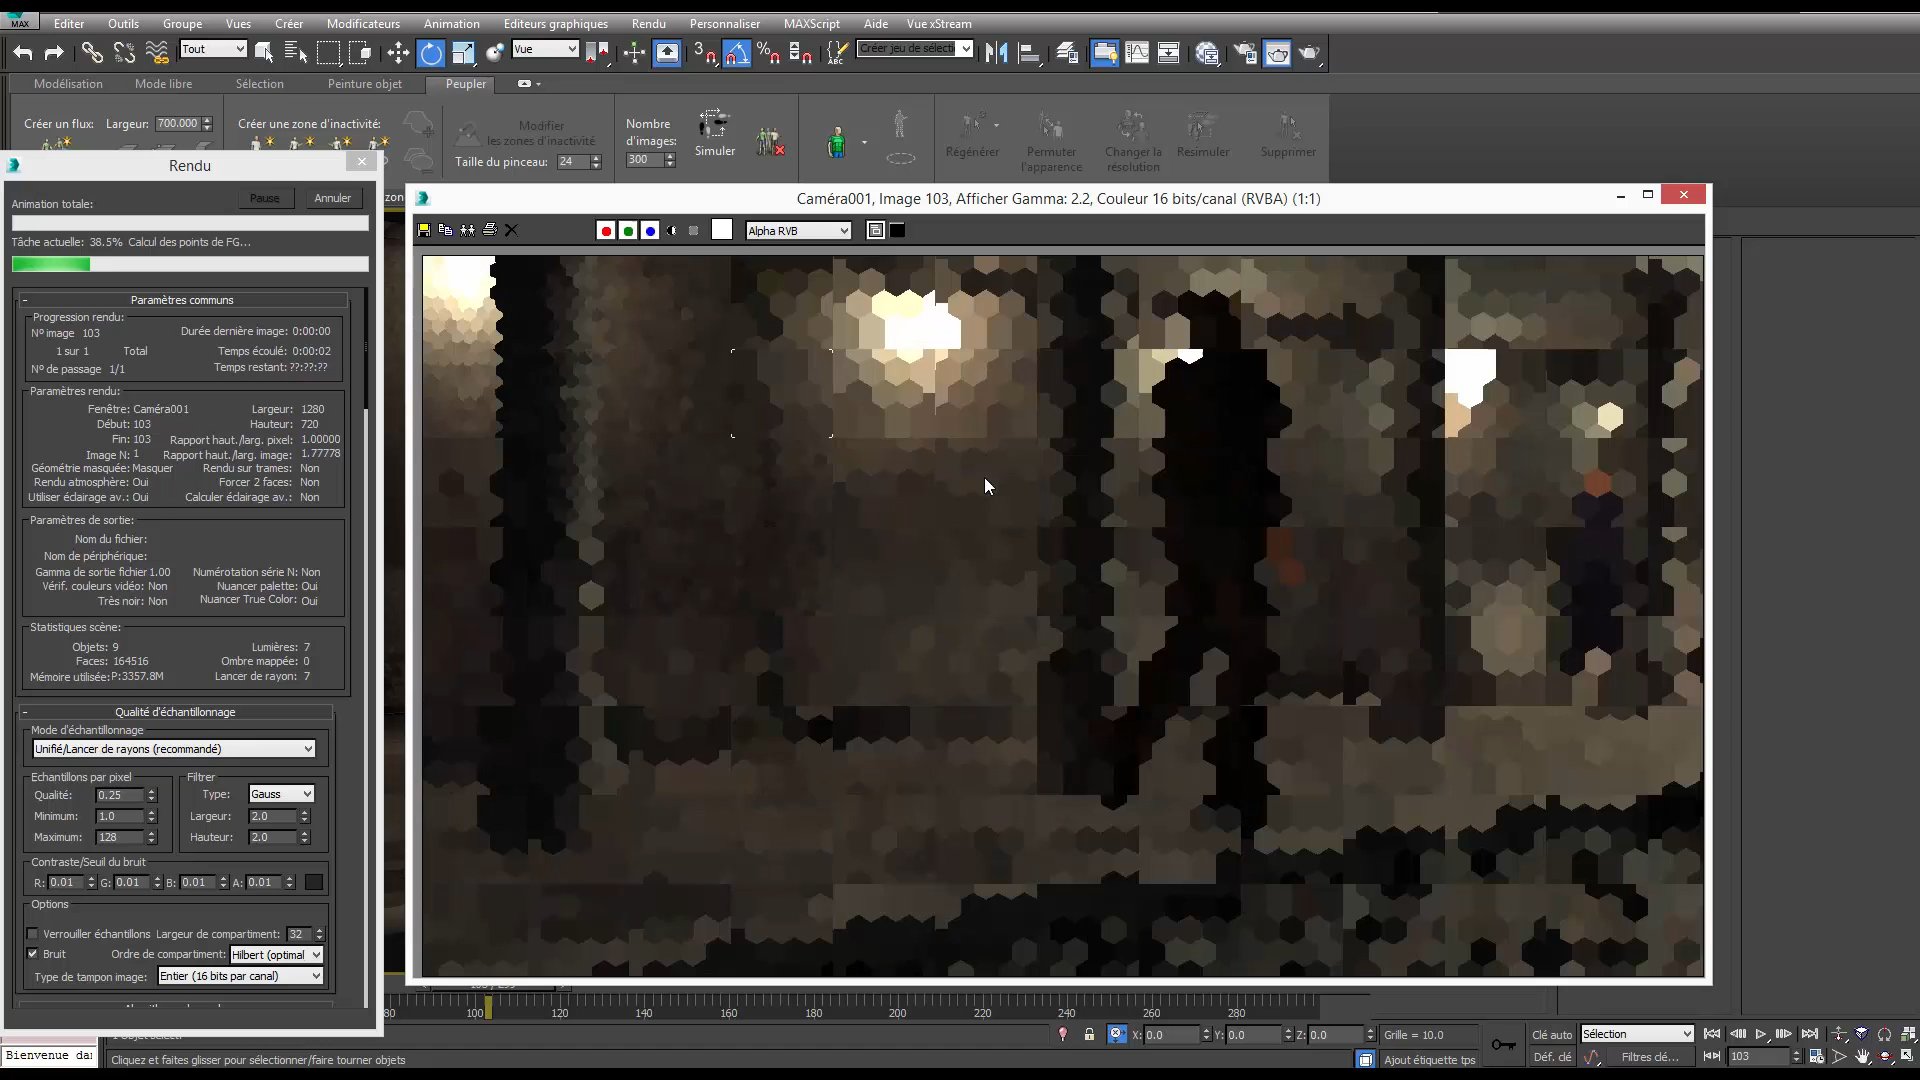 MAX Editer Outils Groupe Vues Créer Modificateurs Animation Editeurs graphiques Rendu Personnaliser MAXScript Aide Vue xStream
Tout Vue 3 % ABC Créer jeu de sélecti
Modélisation Mode libre Sélection Peinture objet Peupler
Créer un flux: Largeur: 700.000 Créer une zone d'inactivité: Modifier
les zones d'inactivité
Taille du pinceau: 24
Nombre
d'images:
300
Simuler
Régénérer
Permuter
l'apparence
Changer la
résolution
Resimuler
Supprimer
Rendu
Animation totale: Pause Annuler
Tâche actuelle: 38.5% Calcul des points de FG...
Paramètres communs
Progression rendu:
N° image 103 Durée dernière image: 0:00:00
1 sur 1 Total Temps écoulé: 0:00:02
N° de passage 1/1 Temps restant: ??:??:??
Paramètres rendu:
Fenêtre: Caméra001 Largeur: 1280
Début: 103 Hauteur: 720
Fin: 103 Rapport haut./larg. pixel: 1.00000
Image N: 1 Rapport haut./larg. image: 1.77778
Géométrie masquée: Masquer Rendu sur trames: Non
Rendu atmosphère: Oui Forcer 2 faces: Non
Utiliser éclairage av.: Oui Calculer éclairage av.: Non
Paramètres de sortie:
Nom du fichier:
Nom de périphérique:
Gamma de sortie fichier 1.00 Numérotation série N: Non
Vérif. couleurs vidéo: Non Nuancer palette: Oui
Très noir: Non Nuancer True Color: Oui
Statistiques scène:
Objets: 9 Lumières: 7
Faces: 164516 Ombre mappée: 0
Mémoire utilisée: P:3357.8M Lancer de rayon: 7
Qualité d'échantillonnage
Mode d'échantillonnage
Unifié/Lancer de rayons (recommandé)
Echantillons par pixel Filtrer
Qualité: 0.25 Type: Gauss
Minimum: 1.0 Largeur: 2.0
Maximum: 128 Hauteur: 2.0
Contraste/Seuil du bruit
R: 0.01 G: 0.01 B: 0.01 A: 0.01
Options
Verrouiller échantillons Largeur de compartiment: 32
Bruit Ordre de compartiment: Hilbert (optimal
Type de tampon image: Entier (16 bits par canal)
zon
Caméra001, Image 103, Afficher Gamma: 2.2, Couleur 16 bits/canal (RVBA) (1:1)
Alpha RVB
80 100 120 140 160 180 200 220 240 260 280
X: 0.0 Y: 0.0 Z: 0.0 Grille = 10.0 Clé auto Sélection
Bienvenue dan Cliquez et faites glisser pour sélectionner/faire tourner objets Ajout étiquette tps Déf. clé Filtres clé... 103